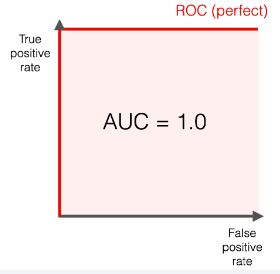 ROC (perfect)
True
positive
rate
AUC = 1.0
False
positive
rate